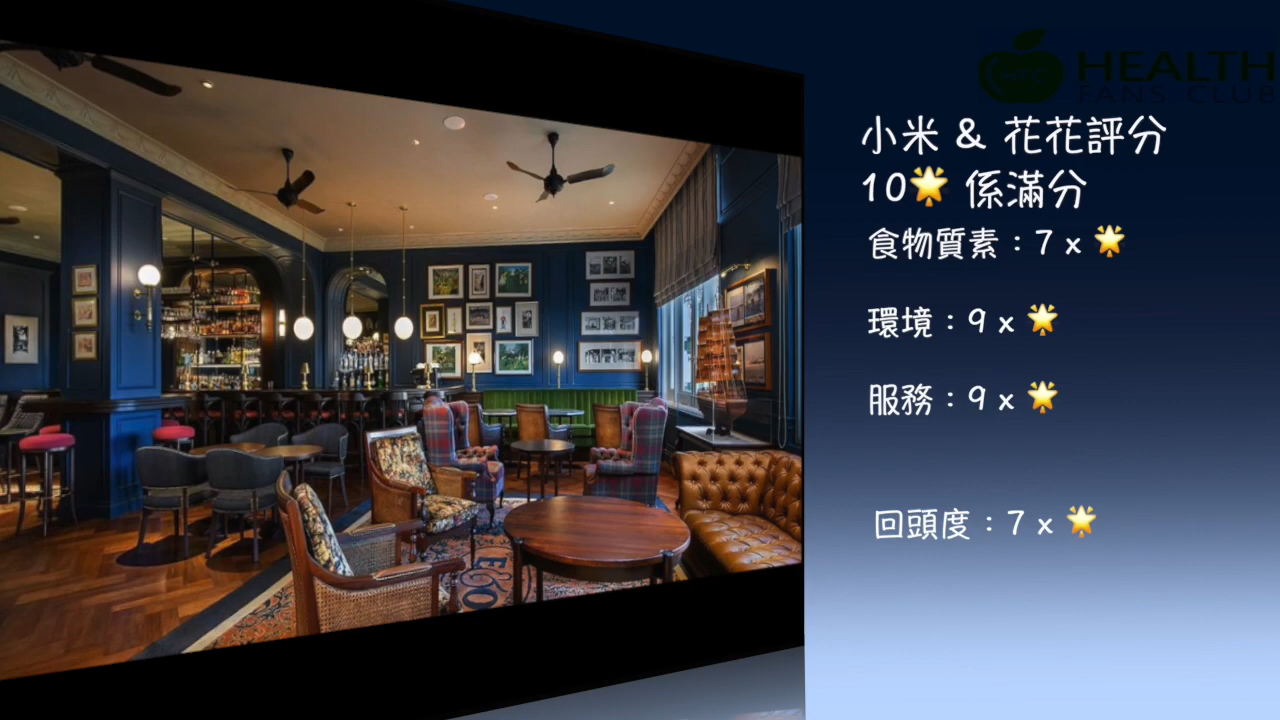 HEALTH
FANS CLUB
小米 & 花花評分
10🌟 係滿分
食物質素：7 x 🌟
環境：9 x 🌟
服務：9 x 🌟
回頭度：7 x 🌟